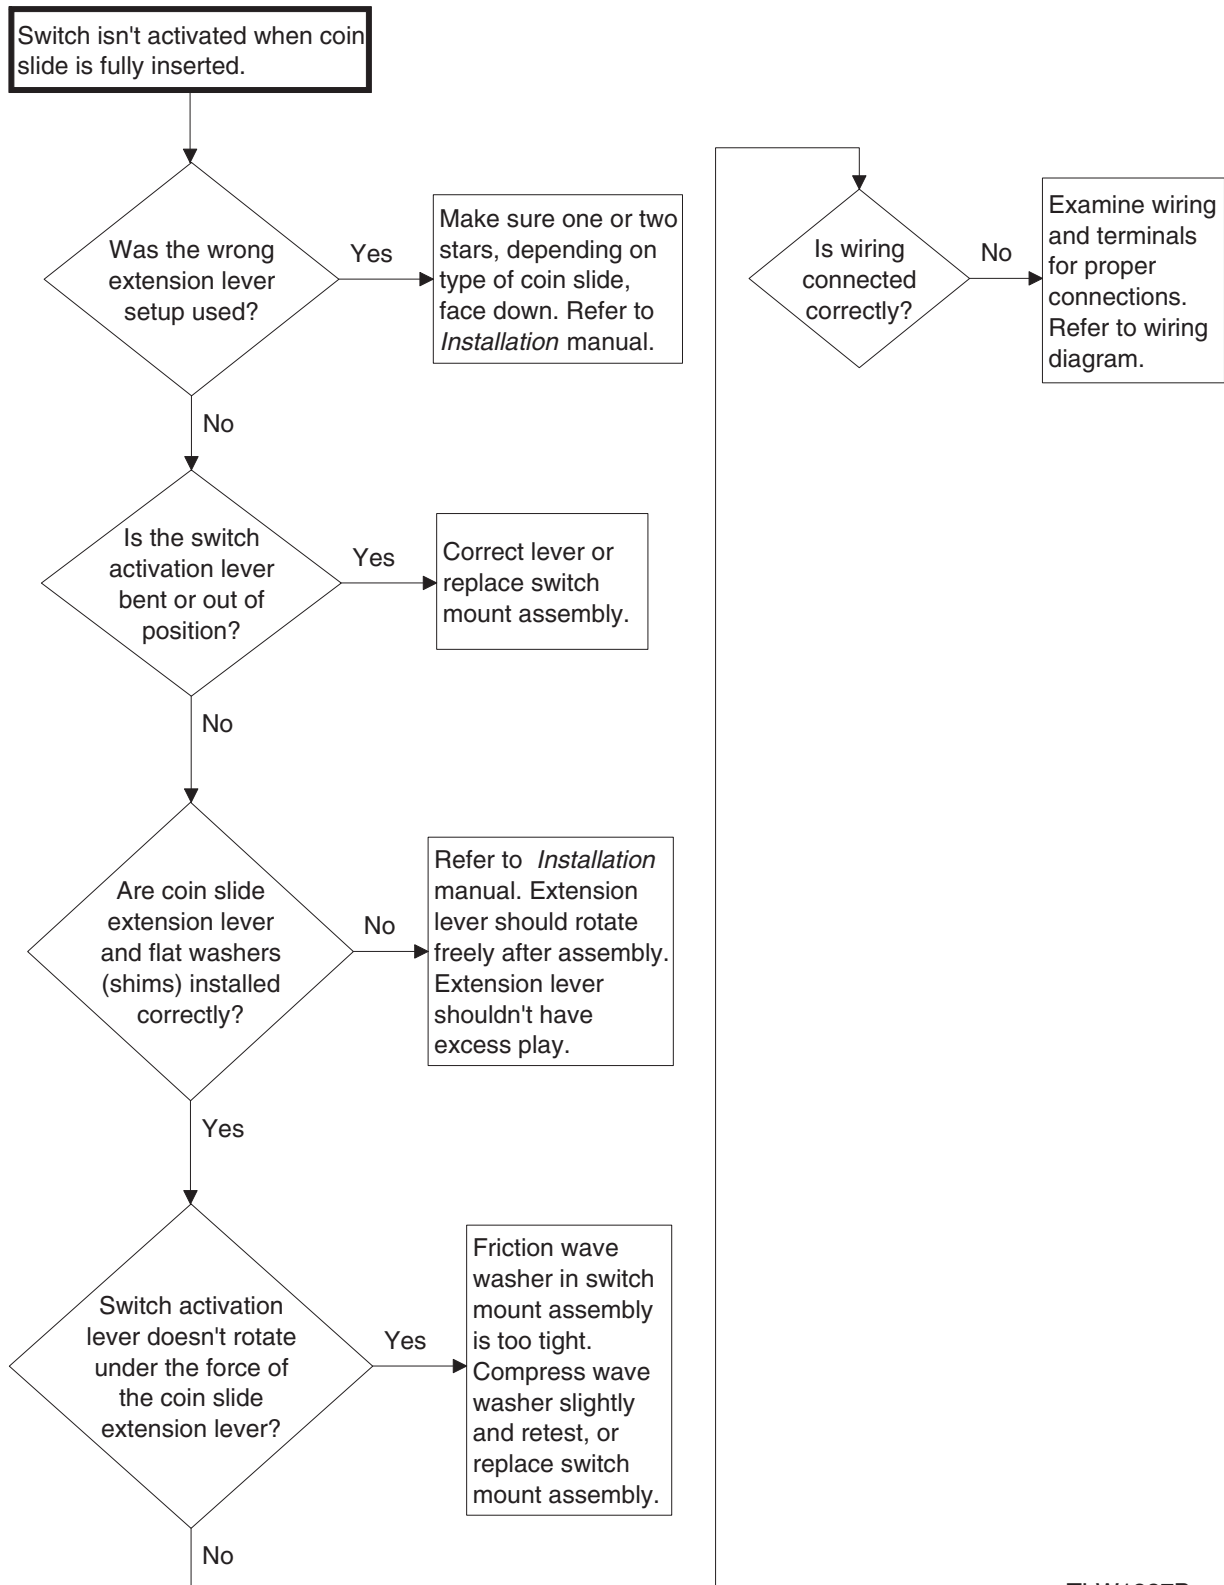 Switch isn't activated when coin
slide is fully inserted.
Was the wrong
extension lever
setup used?
Yes
Make sure one or two
stars, depending on
type of coin slide,
face down. Refer to
Installation manual.
No
Is the switch
activation lever
bent or out of
position?
Yes
Correct lever or
replace switch
mount assembly.
No
Are coin slide
extension lever
and flat washers
(shims) installed
correctly?
No
Refer to Installation
manual. Extension
lever should rotate
freely after assembly.
Extension lever
shouldn't have
excess play.
Yes
Switch activation
lever doesn't rotate
under the force of
the coin slide
extension lever?
Yes
Friction wave
washer in switch
mount assembly
is too tight.
Compress wave
washer slightly
and retest, or
replace switch
mount assembly.
No
Is wiring
connected
correctly?
No
Examine wiring
and terminals
for proper
connections.
Refer to wiring
diagram.